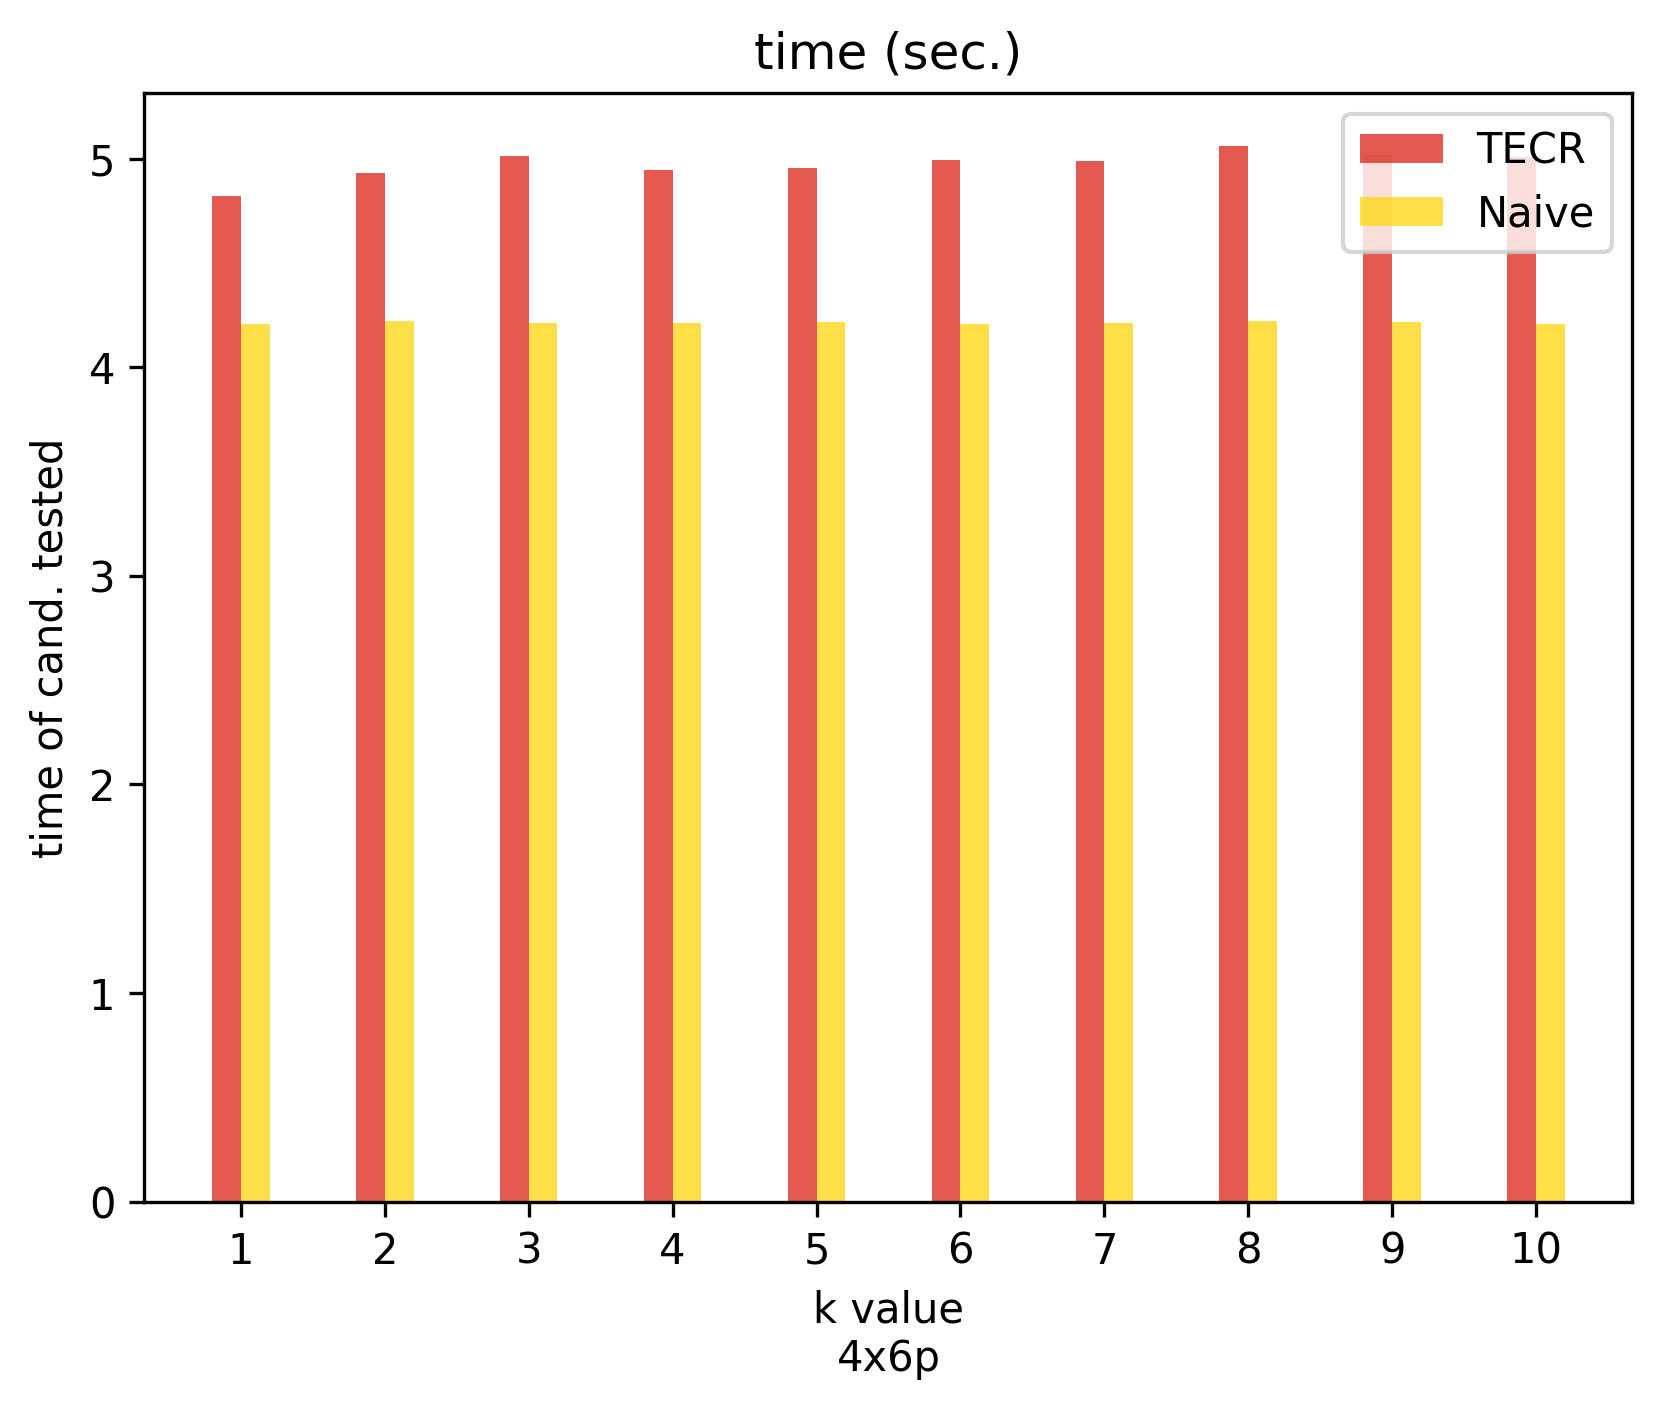 time (sec.)
TECR
Naive
time of cand. tested
5
4
3
2
1
0
1 2 3 4 5 6 7 8 9 10
k value
4x6p